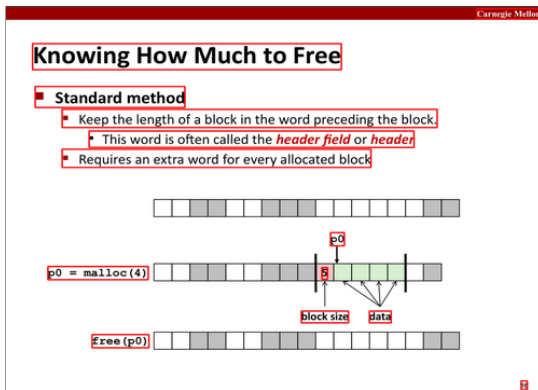 Carnegie Mellon
Knowing How Much to Free
Standard method
Keep the length of a block in the word preceding the block.
This word is often called the header field or header
Requires an extra word for every allocated block
p0
p0 = malloc(4)
5
block size
data
free(p0)